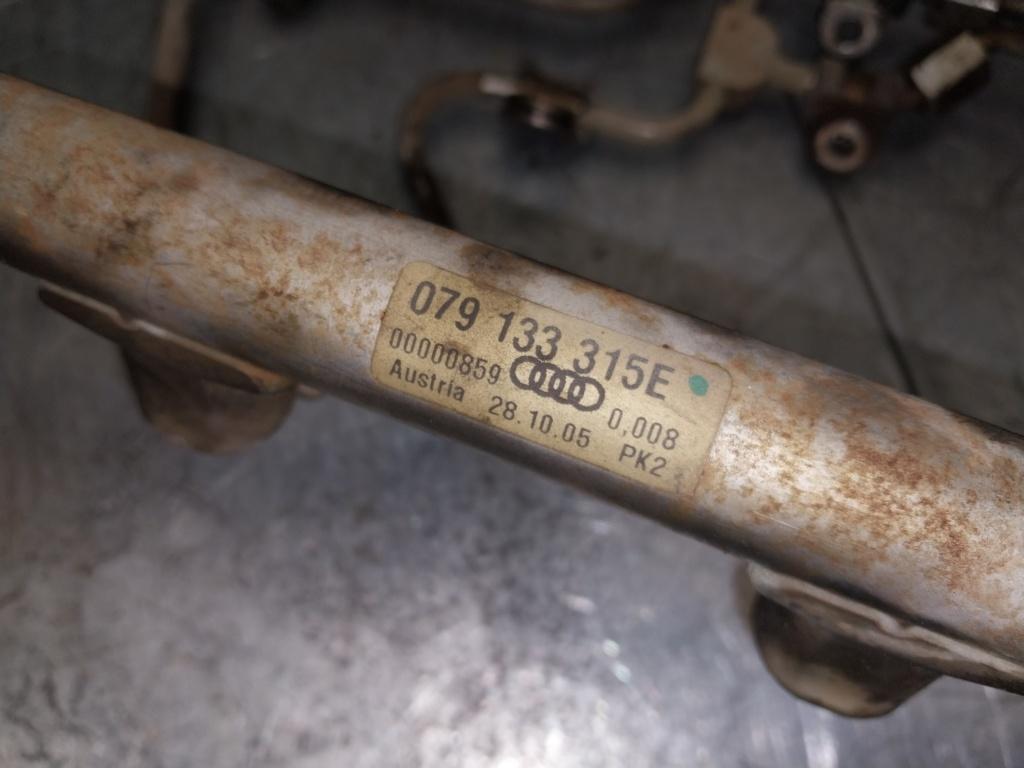 079 133 315E
00000859 0,008
Austria 28.10.05 PK2